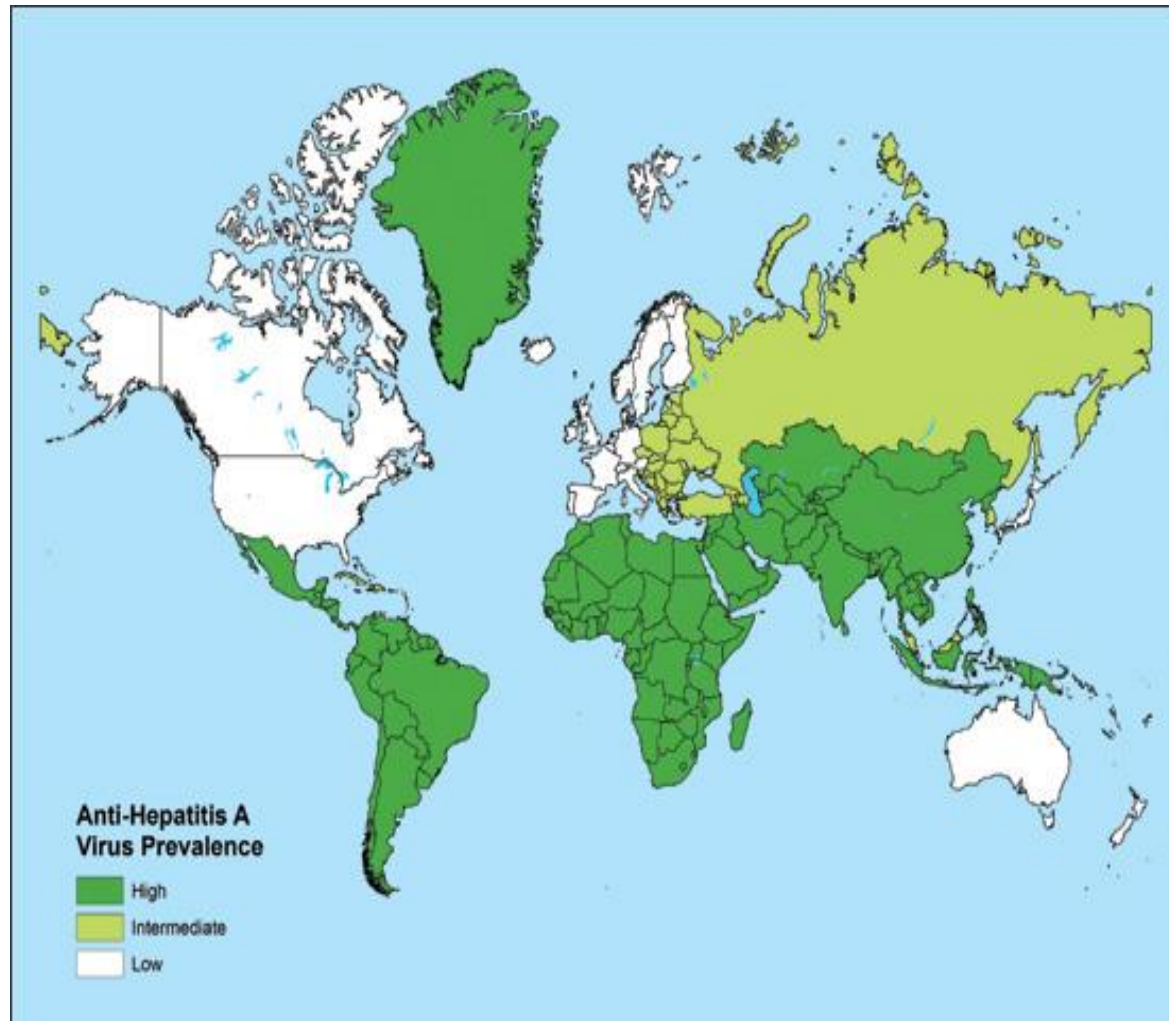 Anti-Hepatitis A
Virus Prevalence
High
Intermediate
Low